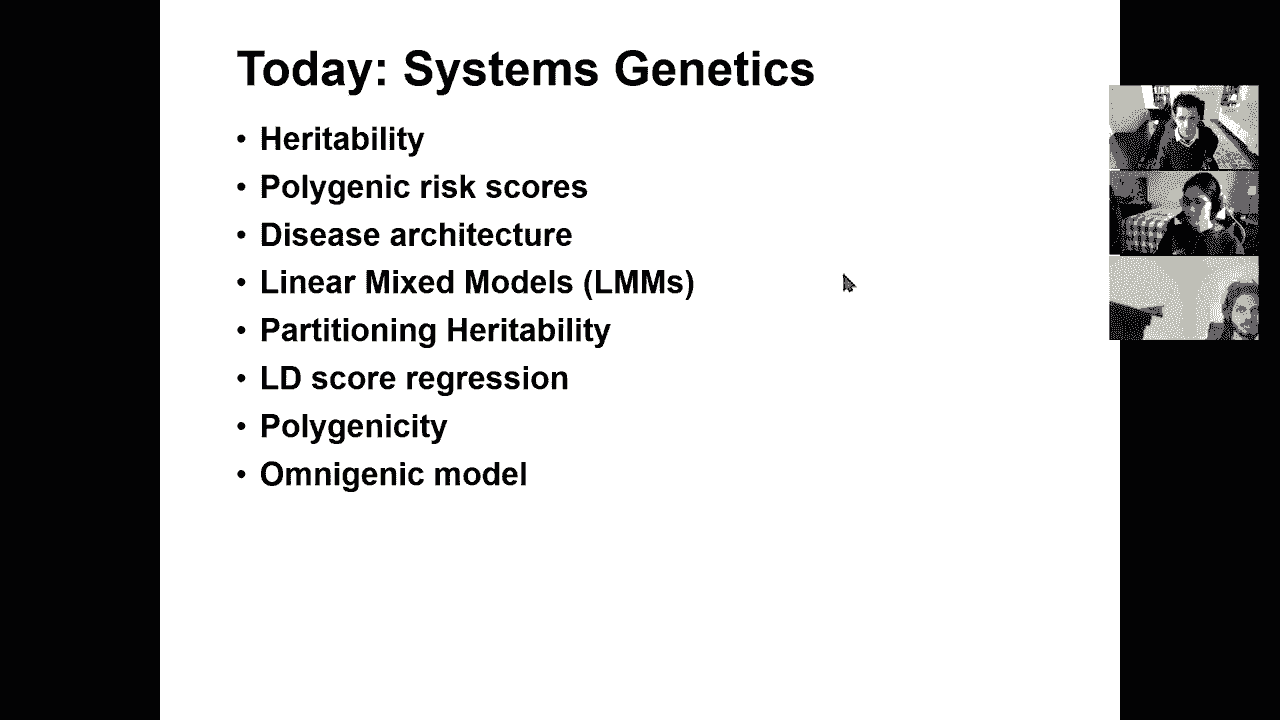 Today: Systems Genetics
• Heritability
• Polygenic risk scores
• Disease architecture
• Linear Mixed Models (LMMs)
• Partitioning Heritability
• LD score regression
• Polygenicity
• Omnigenic model